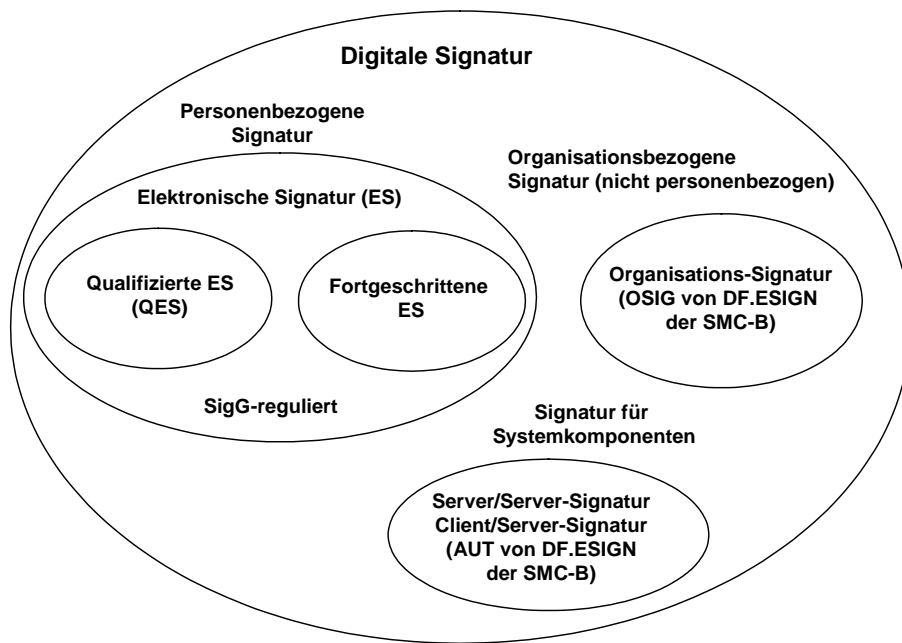 Digitale Signatur
Personenbezogene
Signatur
Organisationsbezogene
Signatur (nicht personenbezogen)
Elektronische Signatur (ES)
Qualifizierte ES
(QES)
Fortgeschrittene
ES
Organisations-Signatur
(OSIG von DF.ESIGN
der SMC-B)
SigG-reguliert
Signatur für
Systemkomponenten
Server/Server-Signatur
Client/Server-Signatur
(AUT von DF.ESIGN
der SMC-B)